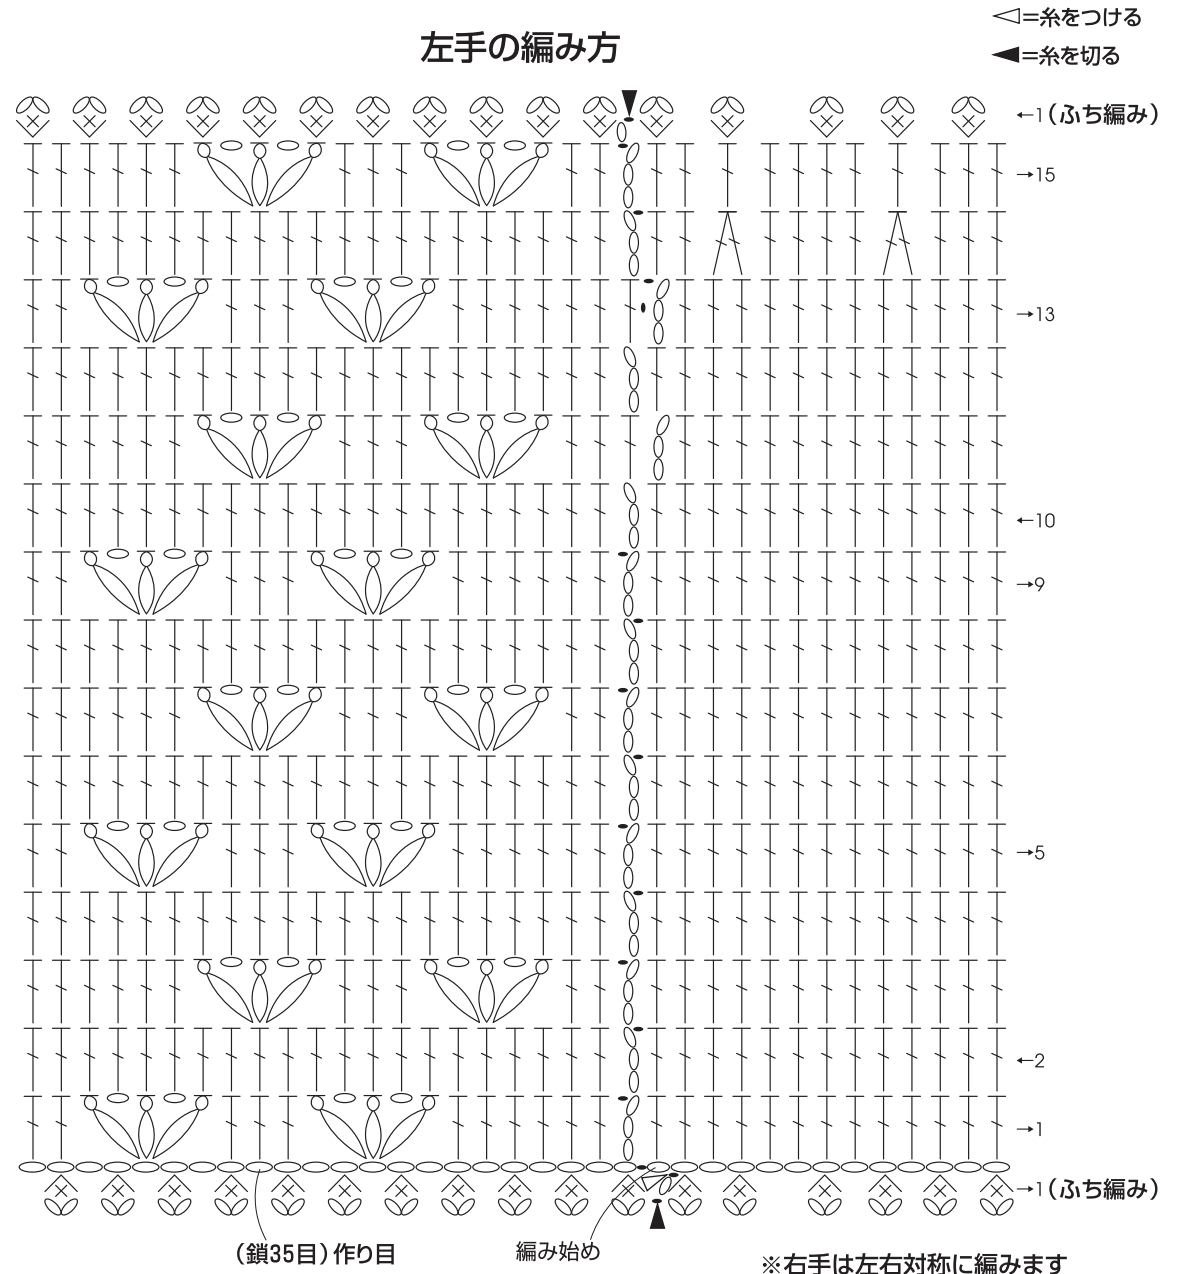 ◁=糸をつける
左手の編み方
◀=糸を切る
←1(ふち編み)
→15
→13
←10
→9
→5
←2
→1
→1(ふち編み)
(鎖35目)作り目
編み始め
※右手は左右対称に編みます